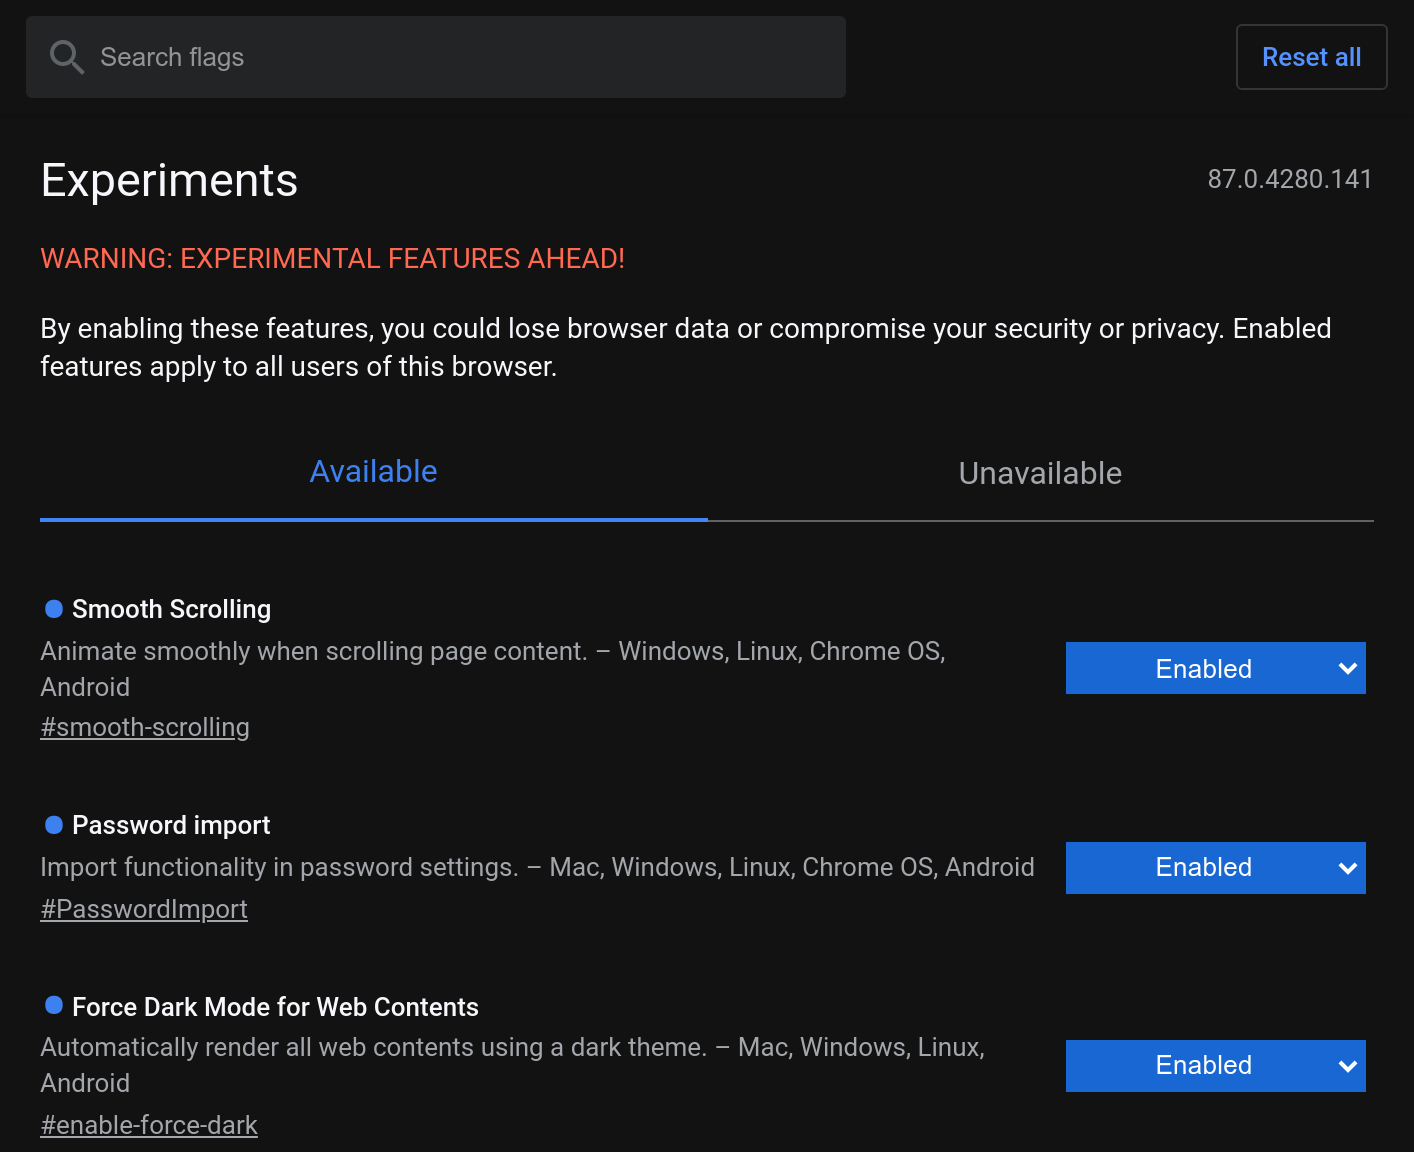 Search flags
Reset all
Experiments
87.0.4280.141
WARNING: EXPERIMENTAL FEATURES AHEAD!
By enabling these features, you could lose browser data or compromise your security or privacy. Enabled
features apply to all users of this browser.
Available
Unavailable
Smooth Scrolling
Animate smoothly when scrolling page content. – Windows, Linux, Chrome OS,
Android
#smooth-scrolling
Enabled
Password import
Import functionality in password settings. – Mac, Windows, Linux, Chrome OS, Android
#PasswordImport
Enabled
Force Dark Mode for Web Contents
Automatically render all web contents using a dark theme. – Mac, Windows, Linux,
Android
#enable-force-dark
Enabled